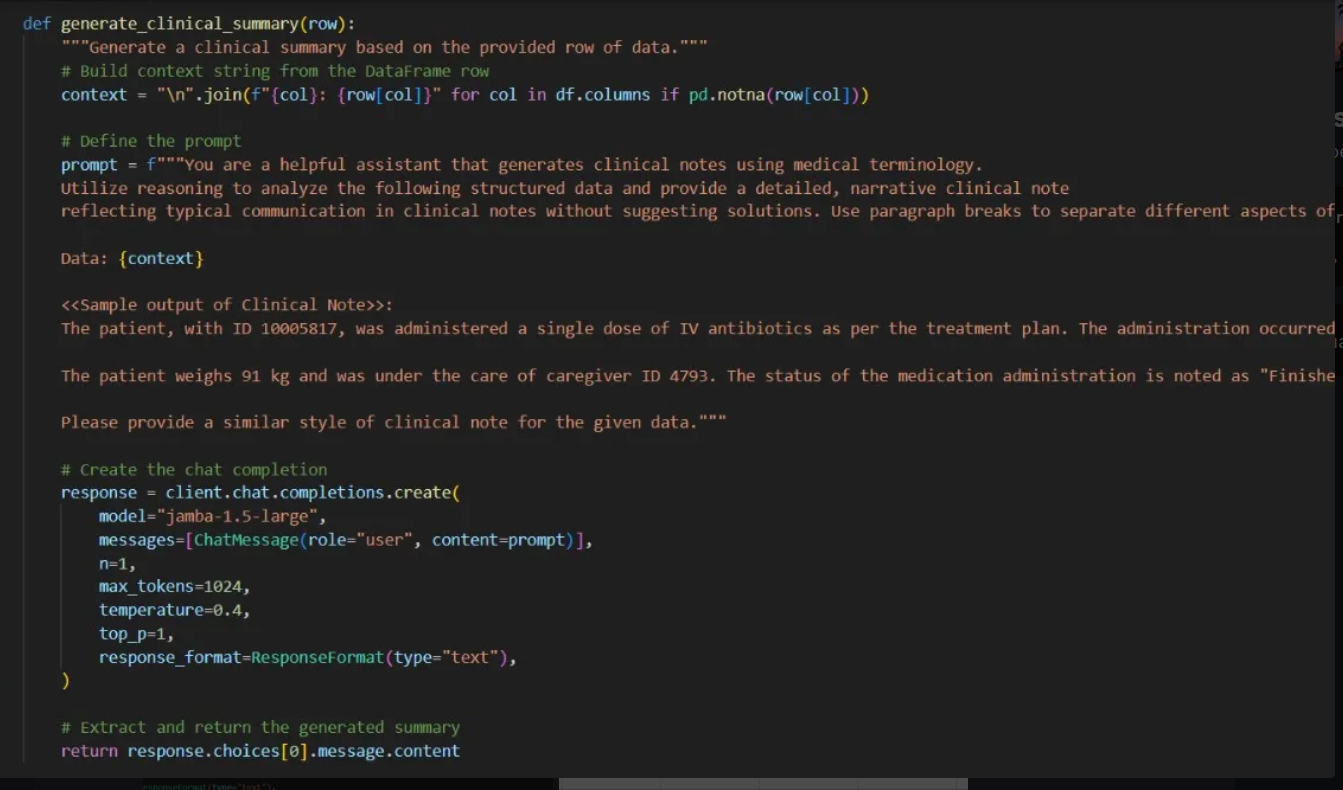 def generate_clinical_summary(row):
    """Generate a clinical summary based on the provided row of data."""
    # Build context string from the DataFrame row
    context = "\n".join(f"{col}: {row[col]}" for col in df.columns if pd.notna(row[col]))
    # Define the prompt
    prompt = f"""You are a helpful assistant that generates clinical notes using medical terminology.
    Utilize reasoning to analyze the following structured data and provide a detailed, narrative clinical note
    reflecting typical communication in clinical notes without suggesting solutions. Use paragraph breaks to separate different aspects of
    Data: {context}
    <<Sample output of Clinical Note>>:
    The patient, with ID 10005817, was administered a single dose of IV antibiotics as per the treatment plan. The administration occurred
    The patient weighs 91 kg and was under the care of caregiver ID 4793. The status of the medication administration is noted as "Finishe
    Please provide a similar style of clinical note for the given data."""
    # Create the chat completion
    response = client.chat.completions.create(
        model="jamba-1.5-large",
        messages=[ChatMessage(role="user", content=prompt)],
        n=1,
        max_tokens=1024,
        temperature=0.4,
        top_p=1,
        response_format=ResponseFormat(type="text"),
    )
    # Extract and return the generated summary
    return response.choices[0].message.content